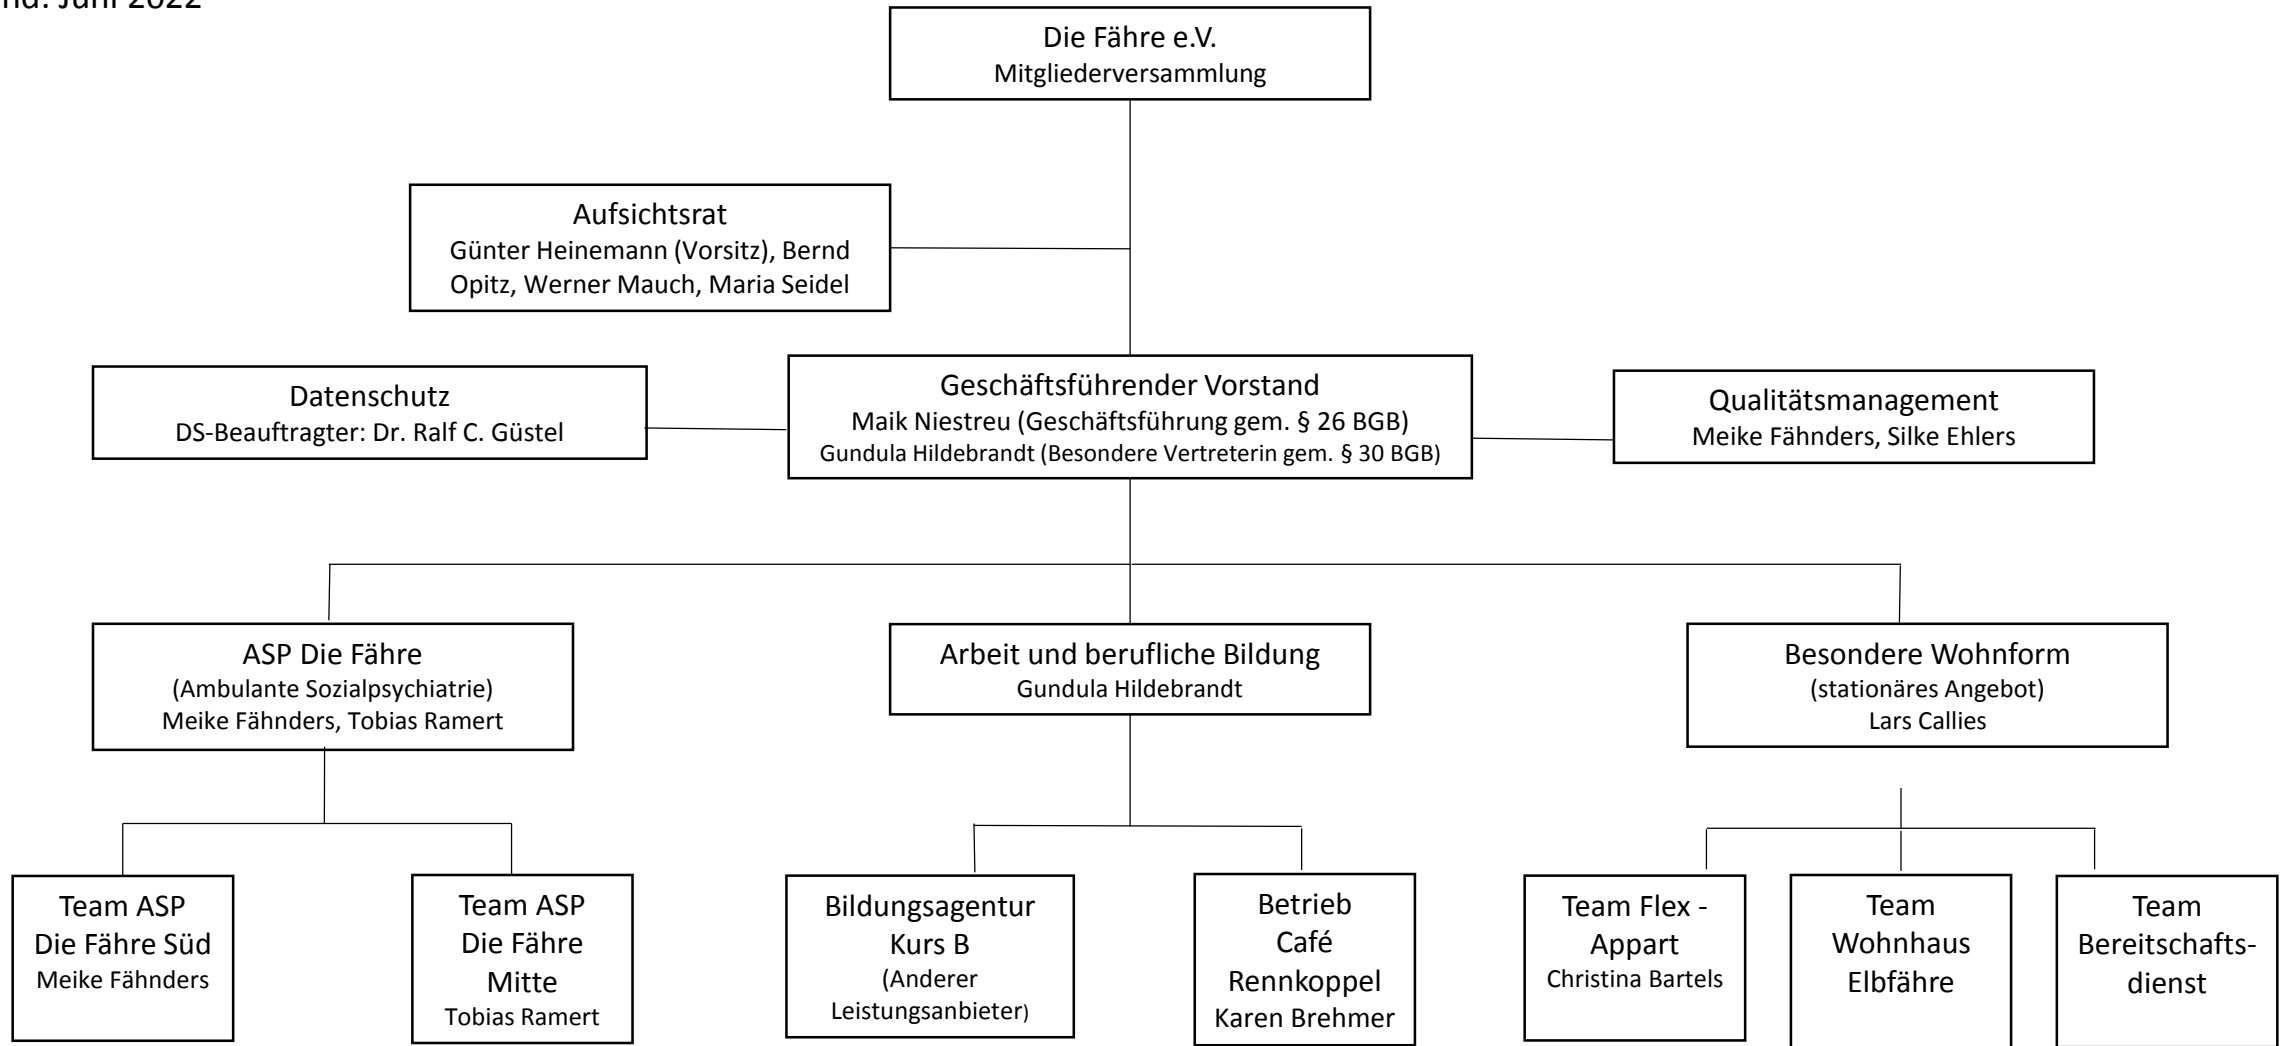 Juni 2022
Die Fähre e.V.
Mitgliederversammlung
Aufsichtsrat
Günter Heinemann (Vorsitz), Bernd
Opitz, Werner Mauch, Maria Seidel
Datenschutz
DS-Beauftragter: Dr. Ralf C. Güstel
Geschäftsführender Vorstand
Maik Niestreu (Geschäftsführung gem. § 26 BGB)
Gundula Hildebrandt (Besondere Vertreterin gem. § 30 BGB)
Qualitätsmanagement
Meike Fähnders, Silke Ehlers
ASP Die Fähre
(Ambulante Sozialpsychiatrie)
Meike Fähnders, Tobias Ramert
Arbeit und berufliche Bildung
Gundula Hildebrandt
Besondere Wohnform
(stationäres Angebot)
Lars Callies
Team ASP
Die Fähre Süd
Meike Fähnders
Team ASP
Die Fähre
Mitte
Tobias Ramert
Bildungsagentur
Kurs B
(Anderer
Leistungsanbieter)
Betrieb
Café
Rennkoppel
Karen Brehmer
Team Flex -
Appart
Christina Bartels
Team
Wohnhaus
Elbfähre
Team
Bereitschafts-
dienst